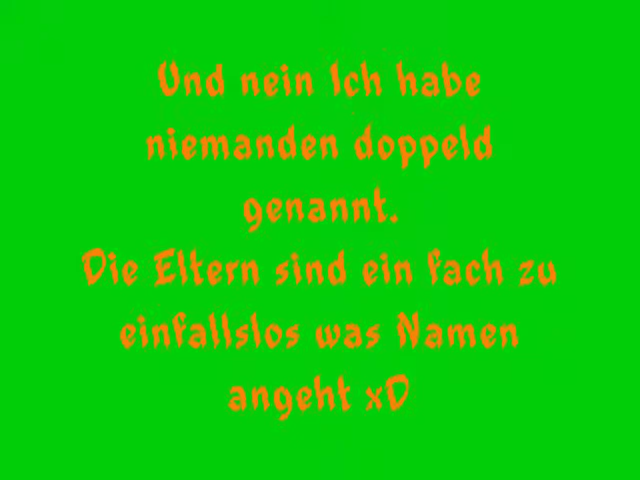 Und nein Ich habe
niemanden doppeld
genannt.
Die Eltern sind ein fach zu
einfallslos was Namen
angeht xD